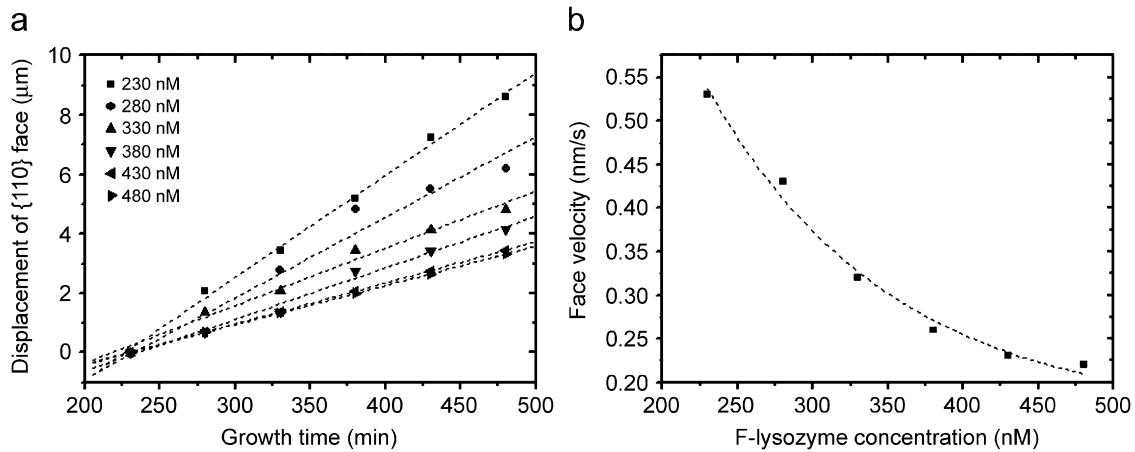 a
Displacement of {110} face (μm)
10
8
6
4
2
0
230 nM
280 nM
330 nM
380 nM
430 nM
480 nM
200 250 300 350 400 450 500
Growth time (min)
b
Face velocity (nm/s)
0.55
0.50
0.45
0.40
0.35
0.30
0.25
0.20
200 250 300 350 400 450 500
F-lysozyme concentration (nM)